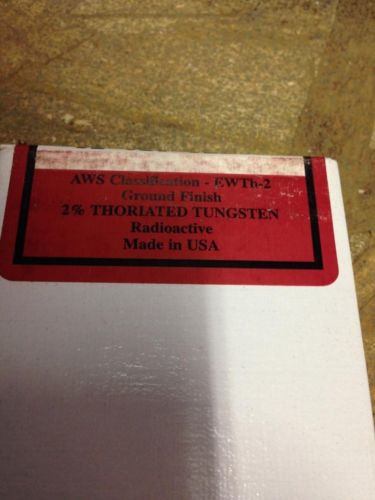 AWS Classification - EWTh-2
Ground Finish
2% THORIATED TUNGSTEN
Radioactive
Made in USA